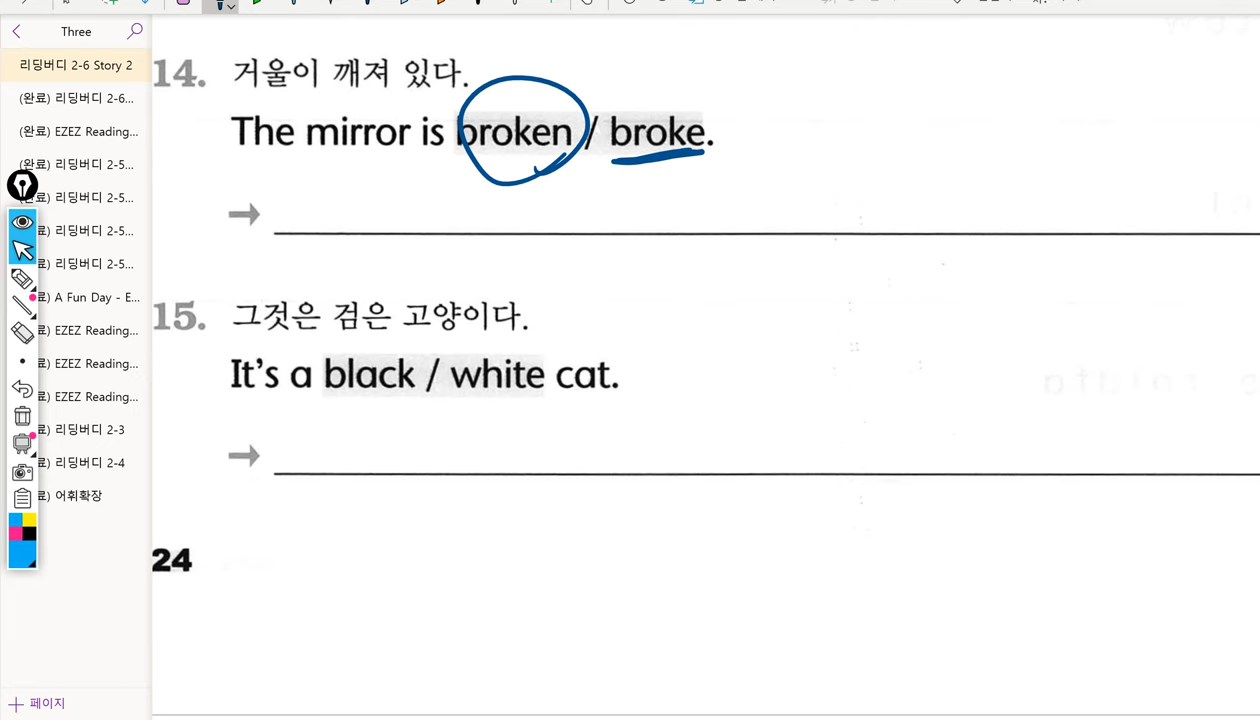 Three
리딩버디 2-6 Story 2
(완료) 리딩버디 2-6...
(완료) EZEZ Reading...
(완료) 리딩버디 2-5...
료) 리딩버디 2-5...
료) 리딩버디 2-5...
료) 리딩버디 2-5...
료) A Fun Day - E...
료) EZEZ Reading...
료) EZEZ Reading...
료) EZEZ Reading...
료) 리딩버디 2-3
료) 리딩버디 2-4
료) 어휘확장
페이지
14. 거울이 깨져 있다.
The mirror is broken / broke.
15. 그것은 검은 고양이다.
It's a black / white cat.
24